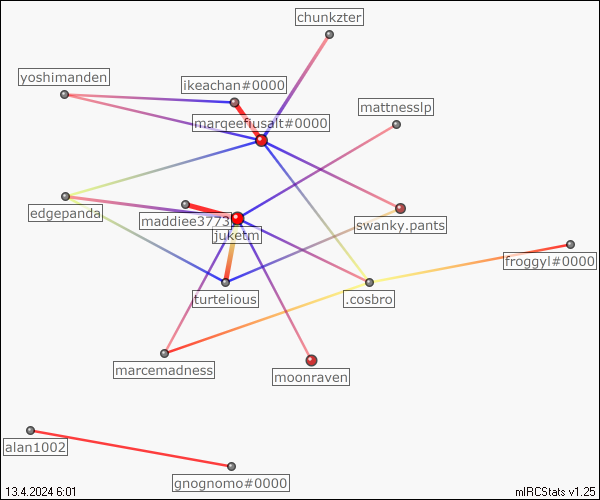 chunkzter
yoshimanden
ikeachan#0000
mattnesslp
marqeefiusalt#0000
edgepanda
maddiee3773
swanky.pants
juketm
froggyl#0000
turtelious
.cosbro
marcemadness
moonraven
alan1002
gnognomo#0000
13.4.2024 6:01
mIRCStats v1.25